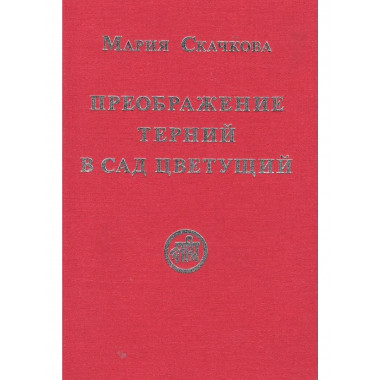 Мария Скачкова
ПРЕОБРАЖЕНИЕ
ТЕРНИЙ
В САД ЦВЕТУЩИЙ